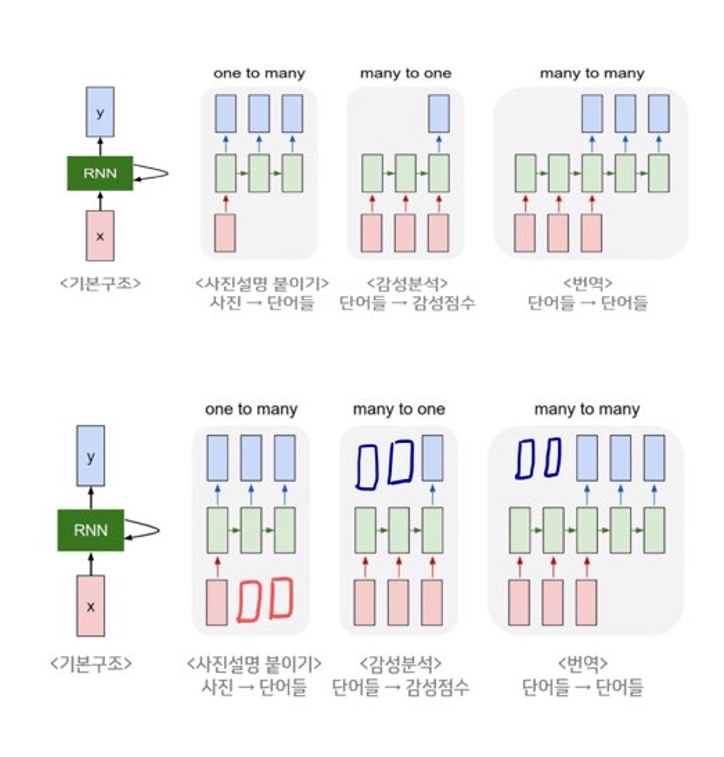 one to many
many to one
many to many
y
RNN
x
<기본구조>
<사진설명 붙이기>
사진 → 단어들
<감성분석>
단어들 → 감성점수
<번역>
단어들 → 단어들
one to many
many to one
many to many
y
RNN
x
<기본구조>
<사진설명 붙이기>
사진 → 단어들
<감성분석>
단어들 → 감성점수
<번역>
단어들 → 단어들